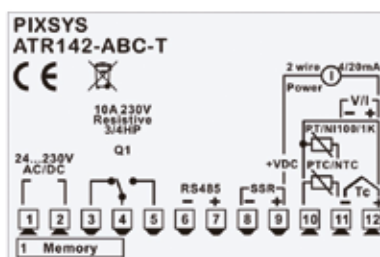 PIXSYS
ATR142-ABC-T
CE
2 wire 4/20mA
I
Power
V/I
- +
10A 230V
Resistive
3/4HP
PT/NI100/1K
Q1
24...230V
AC/DC
+VDC PTC/NTC
RS485 SSR Tc
- + - + - +
1 2 3 4 5 6 7 8 9 10 11 12
1 Memory